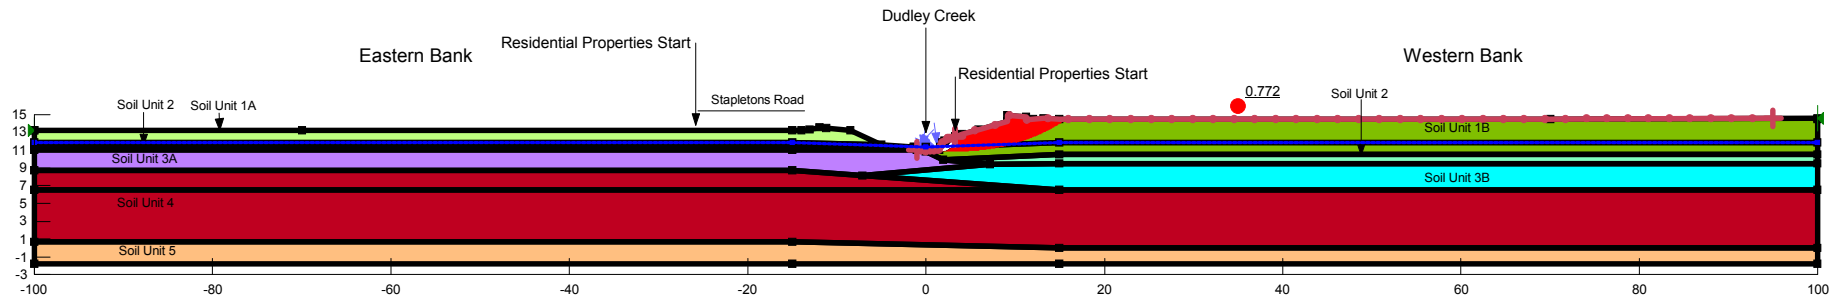 Dudley Creek
Eastern Bank
Residential Properties Start
Western Bank
Residential Properties Start
0.772
Soil Unit 2
Soil Unit 1A
Stapletons Road
Soil Unit 2
Soil Unit 1B
Soil Unit 3A
Soil Unit 3B
Soil Unit 4
Soil Unit 5
15
13
11
9
7
5
3
1
-1
-3
-100
-80
-60
-40
-20
0
20
40
60
80
100